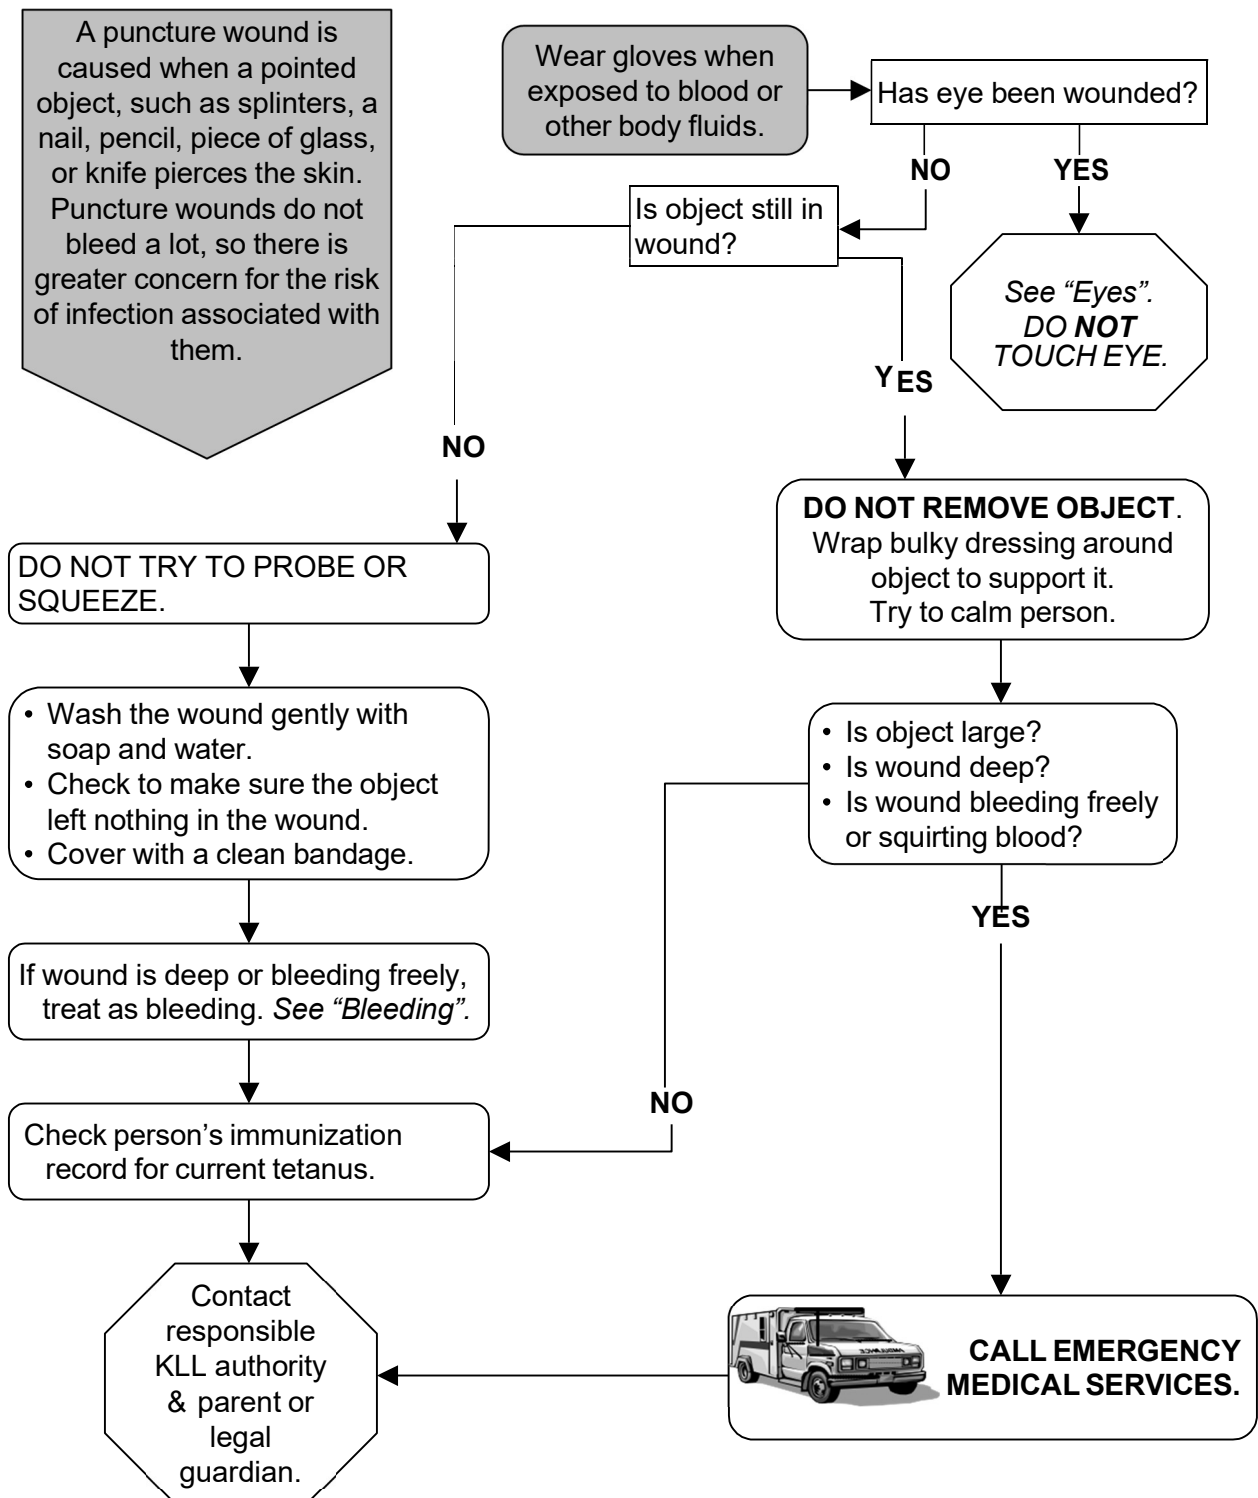 A puncture wound is
caused when a pointed
object, such as splinters, a
nail, pencil, piece of glass,
or knife pierces the skin.
Puncture wounds do not
bleed a lot, so there is
greater concern for the risk
of infection associated with
them.
Wear gloves when
exposed to blood or
other body fluids.
Has eye been wounded?
NO
YES
Is object still in
wound?
See “Eyes”.
DO NOT
TOUCH EYE.
YES
NO
DO NOT REMOVE OBJECT.
Wrap bulky dressing around
object to support it.
Try to calm person.
DO NOT TRY TO PROBE OR
SQUEEZE.
• Wash the wound gently with
soap and water.
• Check to make sure the object
left nothing in the wound.
• Cover with a clean bandage.
• Is object large?
• Is wound deep?
• Is wound bleeding freely
or squirting blood?
YES
If wound is deep or bleeding freely,
treat as bleeding. See “Bleeding”.
NO
Check person’s immunization
record for current tetanus.
Contact
responsible
KLL authority
& parent or
legal
guardian.
CALL EMERGENCY
MEDICAL SERVICES.